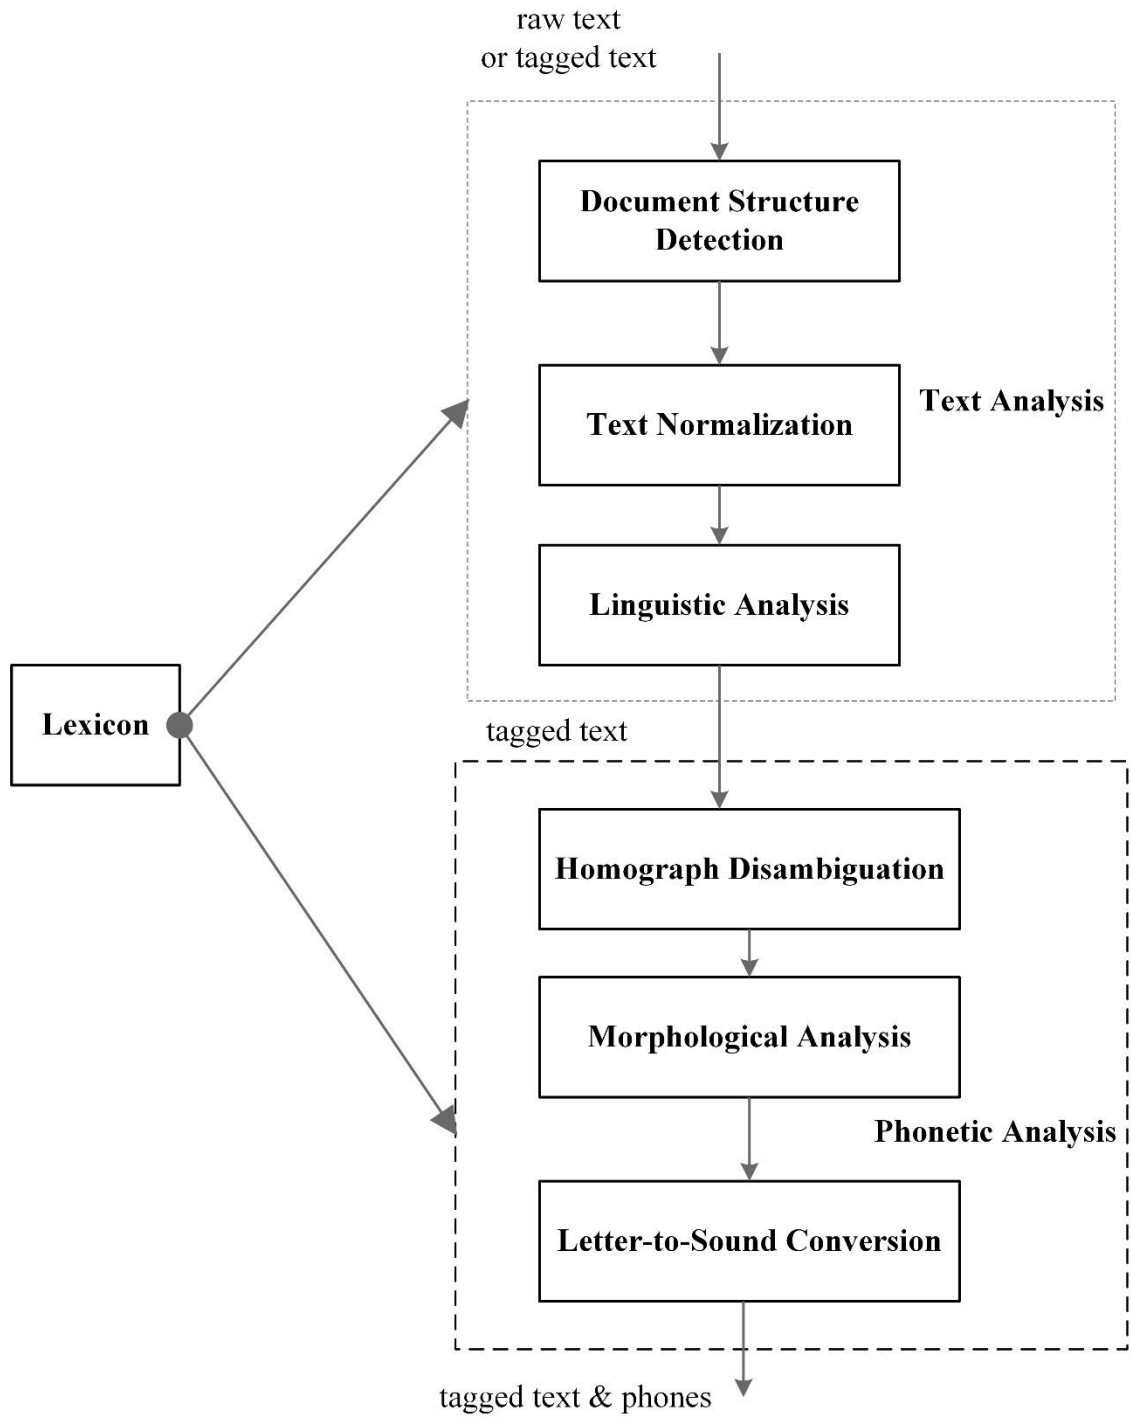 raw text
or tagged text
Document Structure
Detection
Text Normalization
Text Analysis
Linguistic Analysis
Lexicon
tagged text
Homograph Disambiguation
Morphological Analysis
Phonetic Analysis
Letter-to-Sound Conversion
tagged text & phones